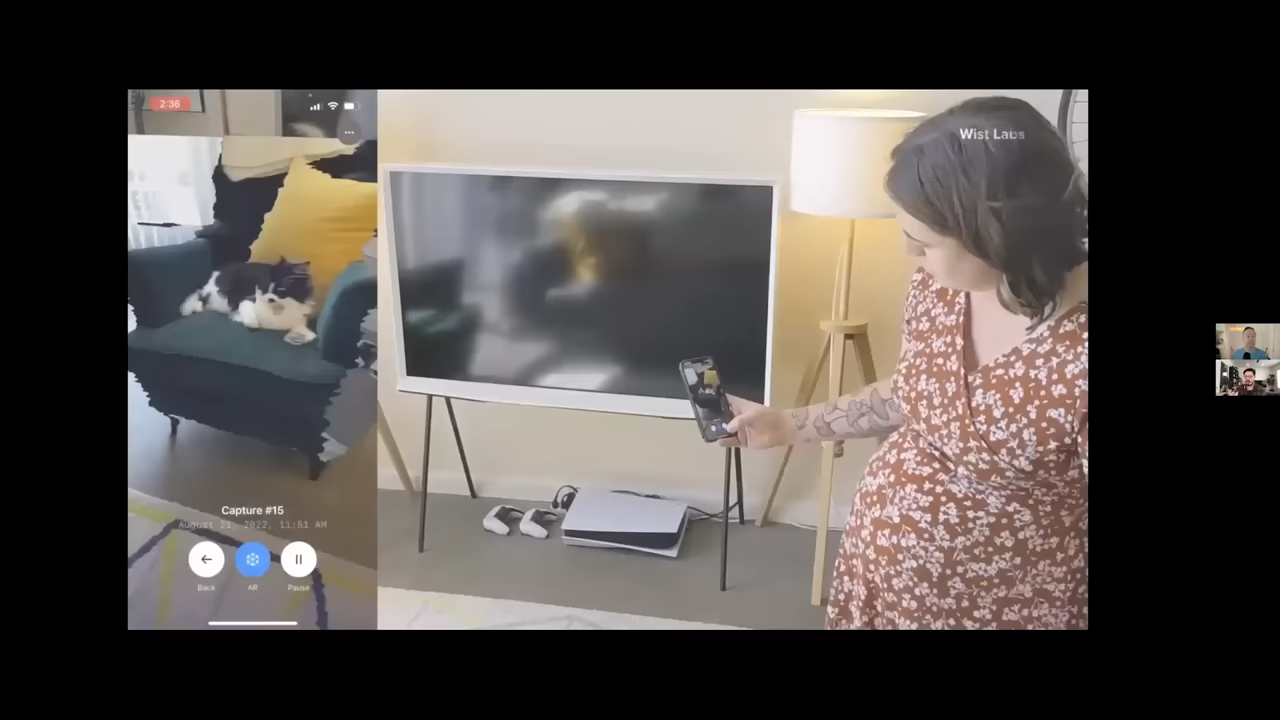 2:36
Wist Labs
Capture #15
August 21, 2022, 11:51 AM
Back
AR
Pause